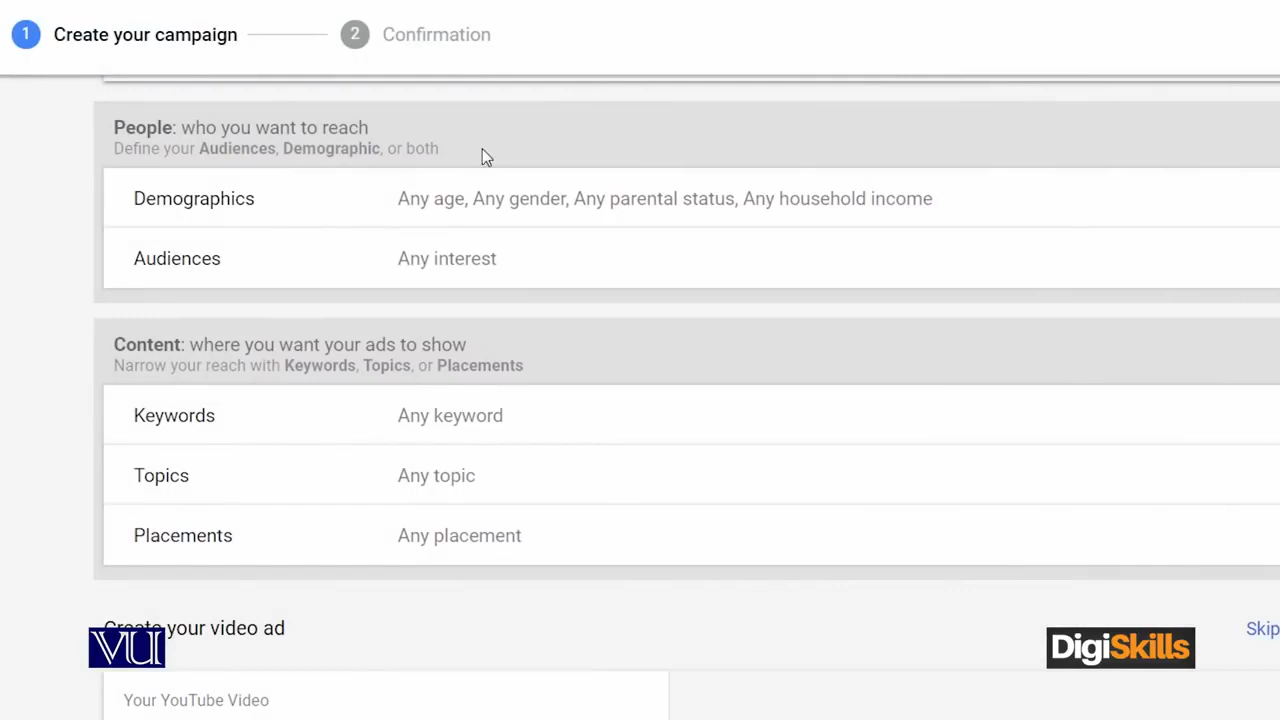 1 Create your campaign 2 Confirmation
People: who you want to reach
Define your Audiences, Demographic, or both
Demographics Any age, Any gender, Any parental status, Any household income
Audiences Any interest
Content: where you want your ads to show
Narrow your reach with Keywords, Topics, or Placements
Keywords Any keyword
Topics Any topic
Placements Any placement
Create your video ad Skip
VU DigiSkills
Your YouTube Video